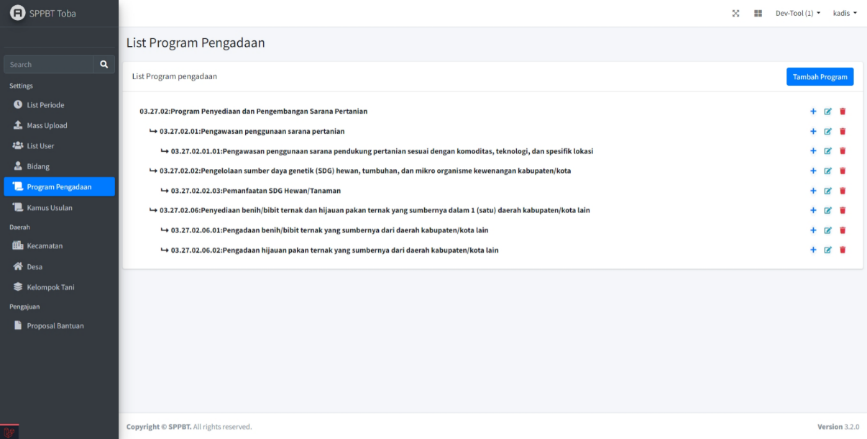 SPPBT Toba
Dev-Tool (1)
kadis
Search
Settings
List Periode
Mass Upload
List User
Bidang
Program Pengadaan
Kamus Usulan
Daerah
Kecamatan
Desa
Kelompok Tani
Pengajuan
Proposal Bantuan
List Program Pengadaan
List Program pengadaan
Tambah Program
03.27.02:Program Penyediaan dan Pengembangan Sarana Pertanian
03.27.02.01:Pengawasan penggunaan sarana pertanian
03.27.02.01.01:Pengawasan penggunaan sarana pendukung pertanian sesuai dengan komoditas, teknologi, dan spesifik lokasi
03.27.02.02:Pengelolaan sumber daya genetik (SDG) hewan, tumbuhan, dan mikro organisme kewenangan kabupaten/kota
03.27.02.02.03:Pemanfaatan SDG Hewan/Tanaman
03.27.02.06:Penyediaan benih/bibit ternak dan hijauan pakan ternak yang sumbernya dalam 1 (satu) daerah kabupaten/kota lain
03.27.02.06.01:Pengadaan benih/bibit ternak yang sumbernya dari daerah kabupaten/kota lain
03.27.02.06.02:Pengadaan hijauan pakan ternak yang sumbernya dari daerah kabupaten/kota lain
Copyright © SPPBT. All rights reserved.
Version 3.2.0